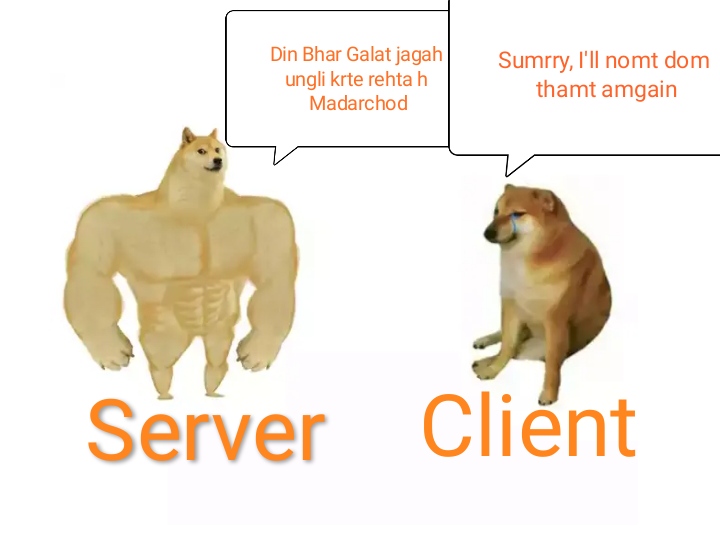 Din Bhar Galat jagah
ungli krte rehta h
Madarchod
Sumrry, I'll nomt dom
thamt amgain
Server
Client